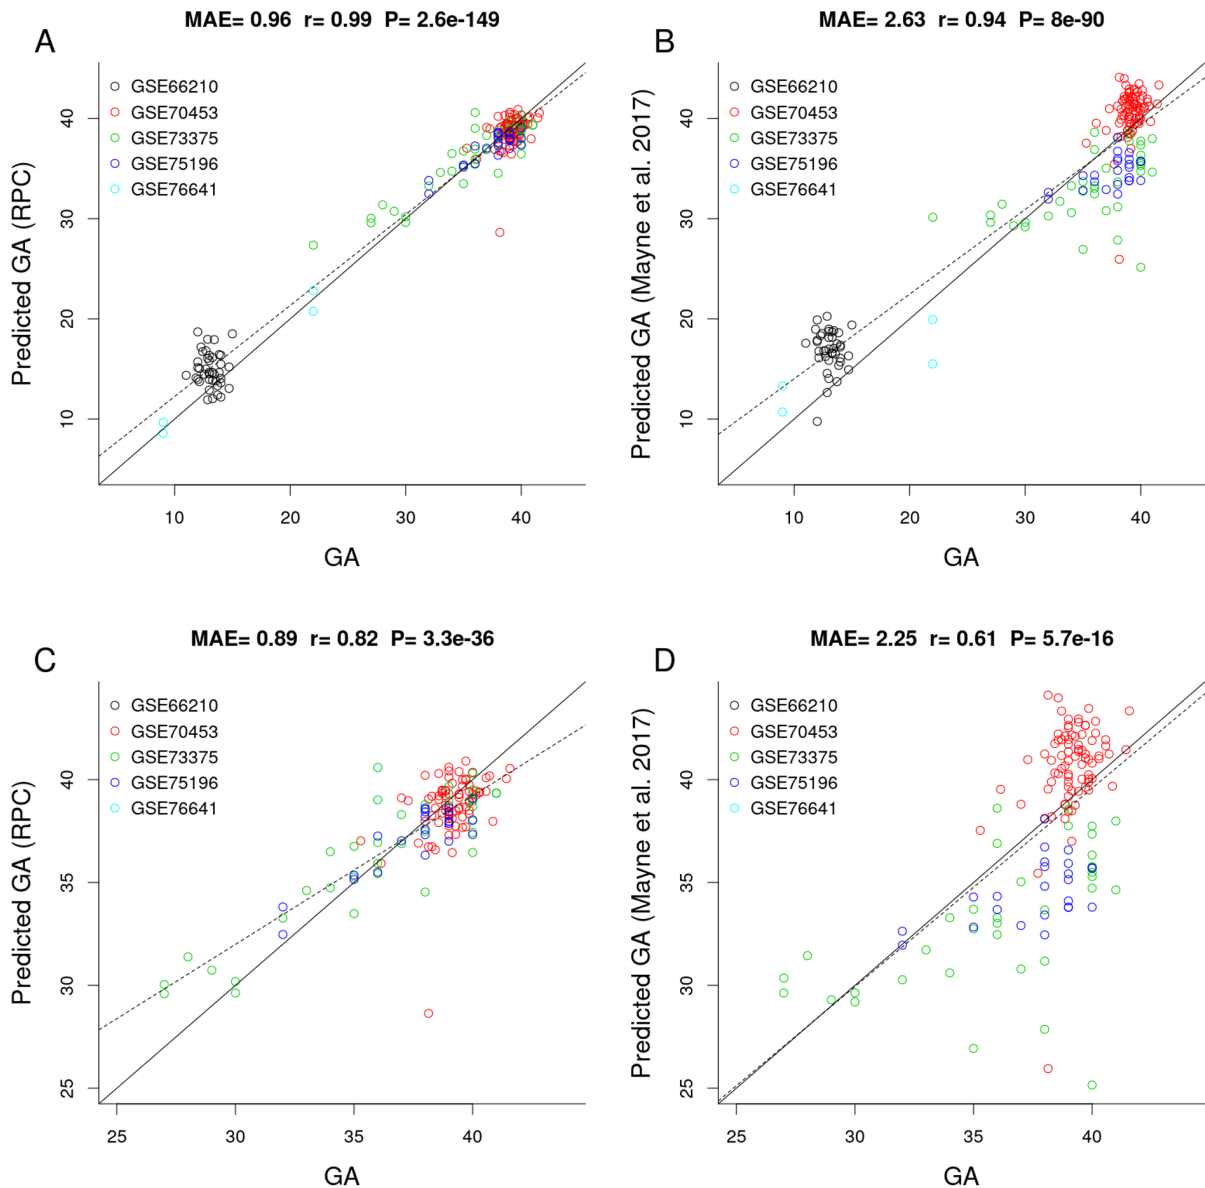 A
MAE= 0.96 r= 0.99 P= 2.6e-149
GSE66210
GSE70453
GSE73375
GSE75196
GSE76641
Predicted GA (RPC)
40
30
20
10
10 20 30 40
GA
B
MAE= 2.63 r= 0.94 P= 8e-90
GSE66210
GSE70453
GSE73375
GSE75196
GSE76641
Predicted GA (Mayne et al. 2017)
40
30
20
10
10 20 30 40
GA
C
MAE= 0.89 r= 0.82 P= 3.3e-36
GSE66210
GSE70453
GSE73375
GSE75196
GSE76641
Predicted GA (RPC)
40
35
30
25
25 30 35 40
GA
D
MAE= 2.25 r= 0.61 P= 5.7e-16
GSE66210
GSE70453
GSE73375
GSE75196
GSE76641
Predicted GA (Mayne et al. 2017)
40
35
30
25
25 30 35 40
GA